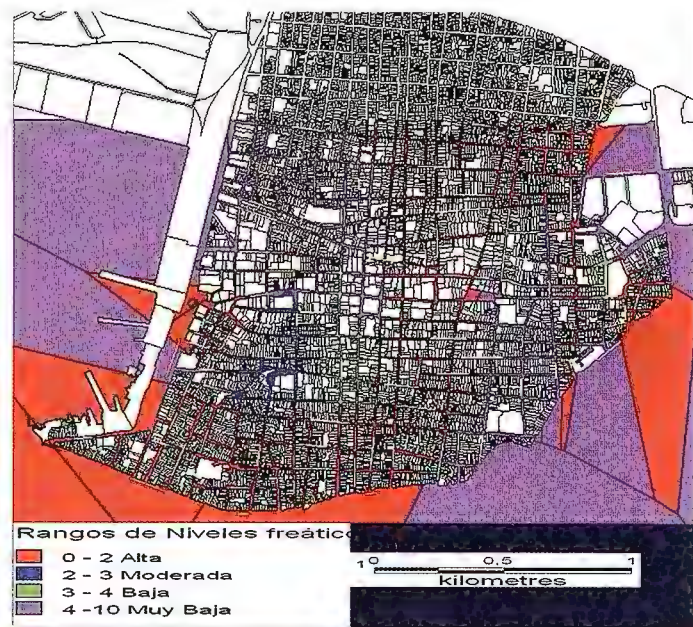 Rangos de Niveles freátic
0 - 2 Alta
2 - 3 Moderada
3 - 4 Baja
4 -10 Muy Baja
1 0 0.5 1
kilometres